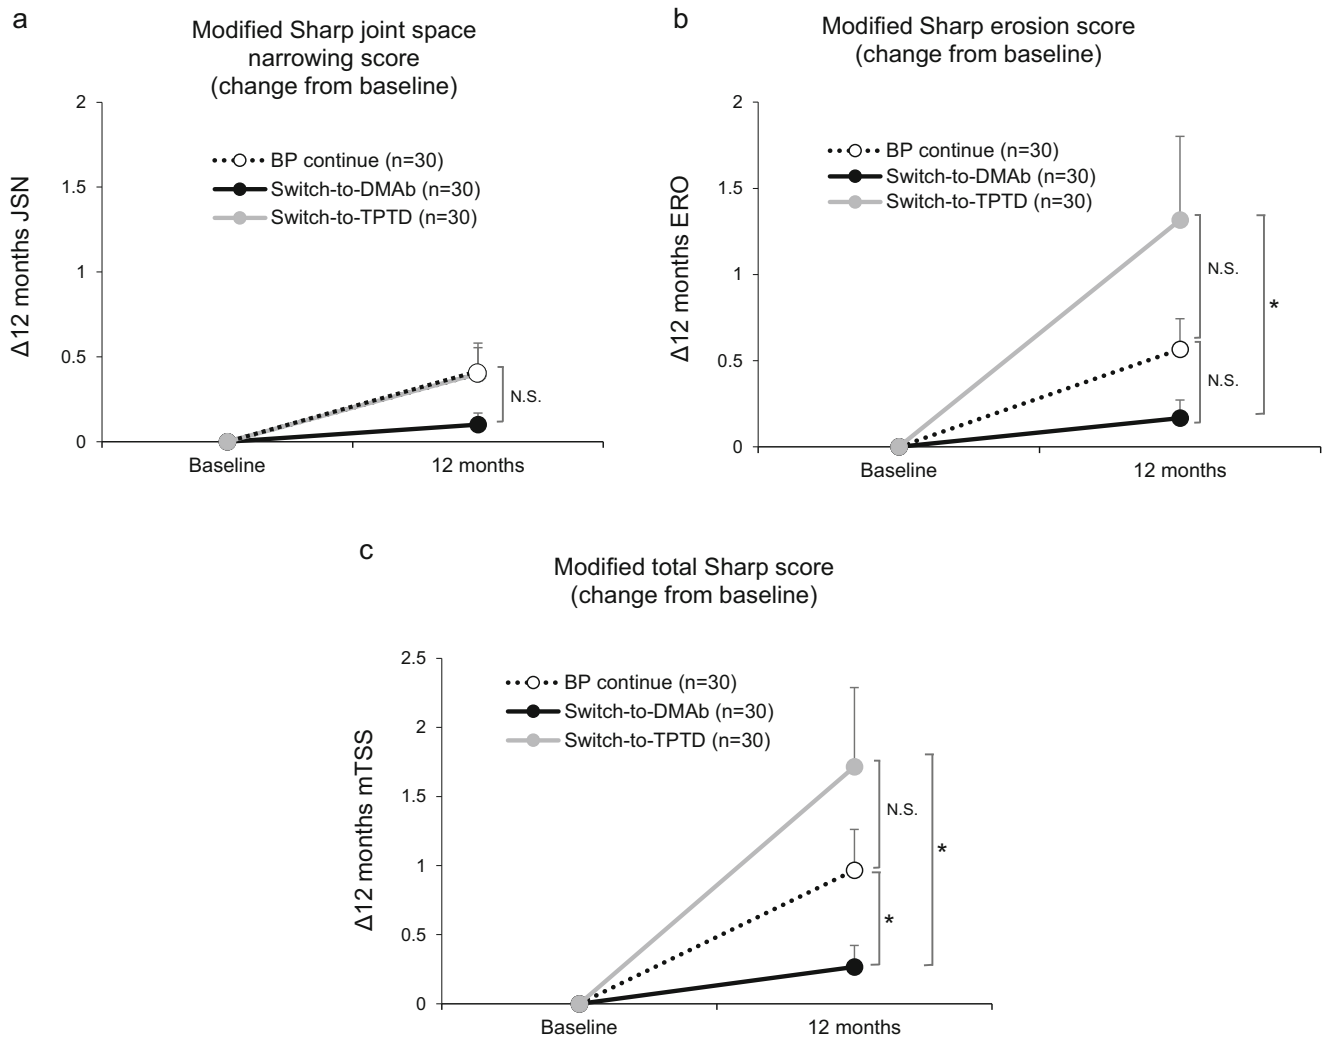 a
Modified Sharp joint space
narrowing score
(change from baseline)
2
1.5
1
0.5
0
Δ12 months JSN
BP continue (n=30)
Switch-to-DMAb (n=30)
Switch-to-TPTD (n=30)
N.S.
Baseline
12 months
b
Modified Sharp erosion score
(change from baseline)
2
1.5
1
0.5
0
Δ12 months ERO
BP continue (n=30)
Switch-to-DMAb (n=30)
Switch-to-TPTD (n=30)
N.S.
*
N.S.
Baseline
12 months
c
Modified total Sharp score
(change from baseline)
2.5
2
1.5
1
0.5
0
Δ12 months mTSS
BP continue (n=30)
Switch-to-DMAb (n=30)
Switch-to-TPTD (n=30)
N.S.
*
*
Baseline
12 months